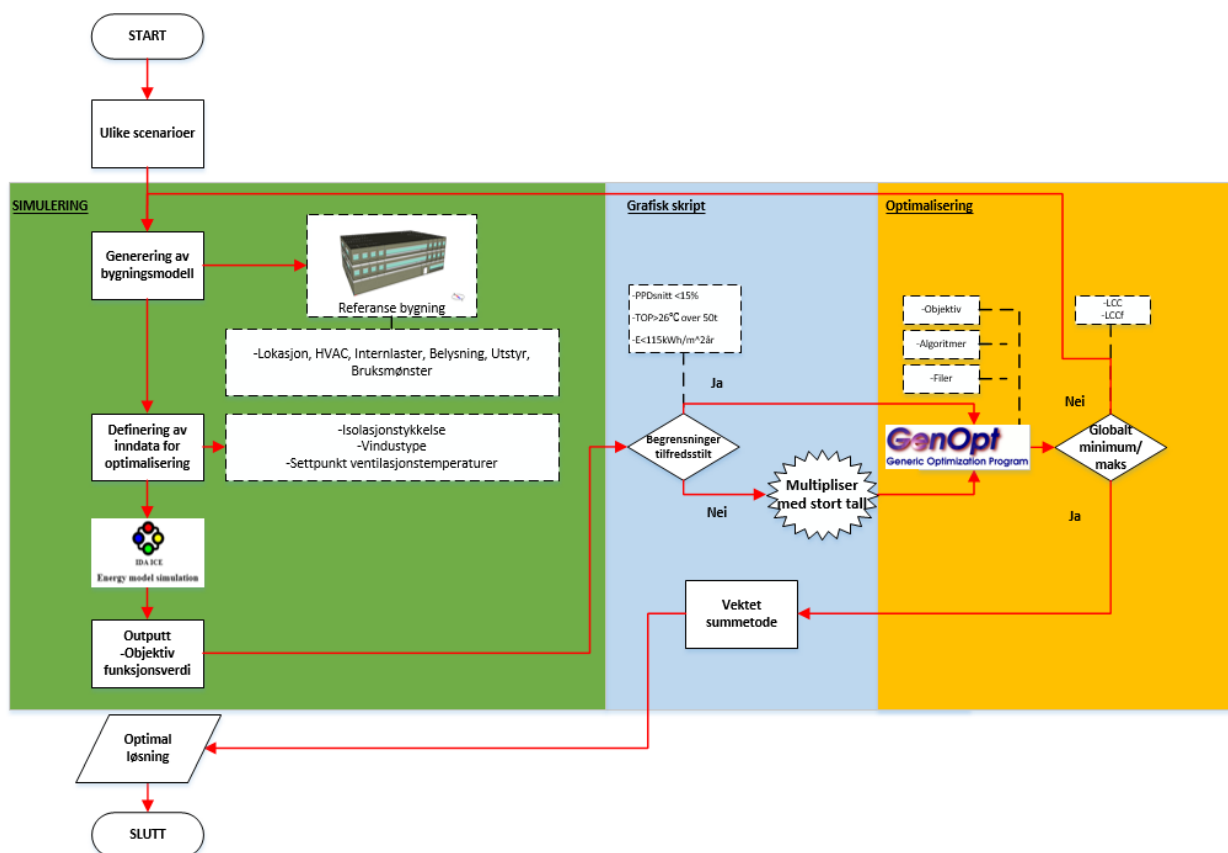 START
Ulike scenarioer
SIMULERING
Generering av
bygningsmodell
Referanse bygning
-Lokasjon, HVAC, Internlaster, Belysning, Utstyr,
Bruksmønster
Definering av
inndata for
optimalisering
-Isolasjonstykkelse
-Vindustype
-Settpunkt ventilasjonstemperaturer
IDA ICE
Energy model simulation
Outputt
-Objektiv
funksjonsverdi
Grafisk skript
-PPDsnitt <15%
-TOP>26℃ over 50t
-E<115kWh/m^2år
Ja
Begrensninger
tilfredsstilt
Nei
Multipliser
med stort tall
Vektet
summetode
Optimalisering
-Objektiv
-Algoritmer
-Filer
GenOpt
Generic Optimization Program
-LCC
-LCCf
Nei
Globalt
minimum/
maks
Ja
Optimal
løsning
SLUTT